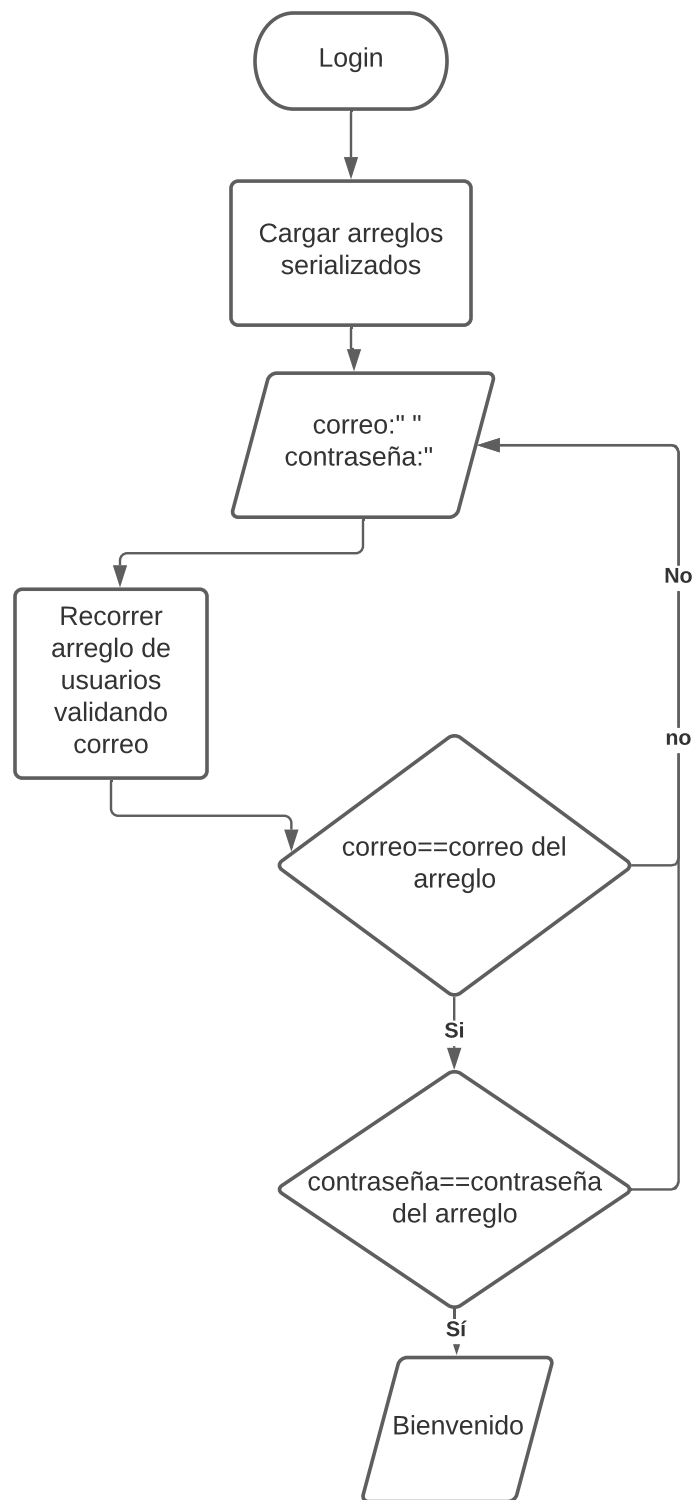 Login
Cargar arreglos
serializados
correo:" "
contraseña:"
No
Recorrer
arreglo de
usuarios
validando
correo
no
correo==correo del
arreglo
Si
contraseña==contraseña
del arreglo
Sí
Bienvenido